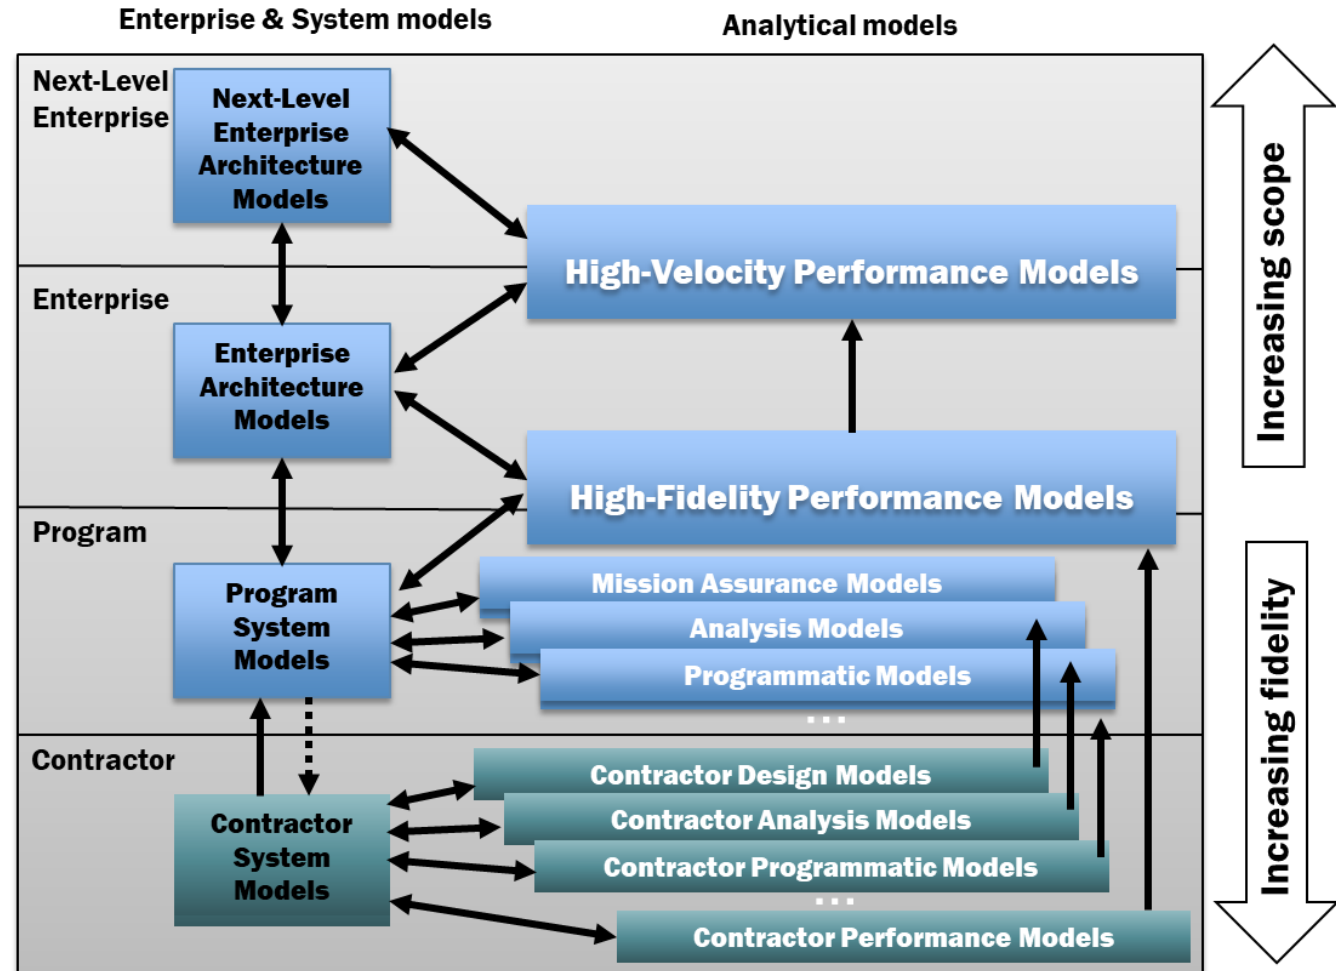 Enterprise & System models
Analytical models
Next-Level
Enterprise
Next-Level
Enterprise
Architecture
Models
High-Velocity Performance Models
Enterprise
Enterprise
Architecture
Models
High-Fidelity Performance Models
Program
Program
System
Models
Mission Assurance Models
Analysis Models
Programmatic Models
...
Contractor
Contractor
System
Models
Contractor Design Models
Contractor Analysis Models
Contractor Programmatic Models
...
Contractor Performance Models
Increasing scope
Increasing fidelity